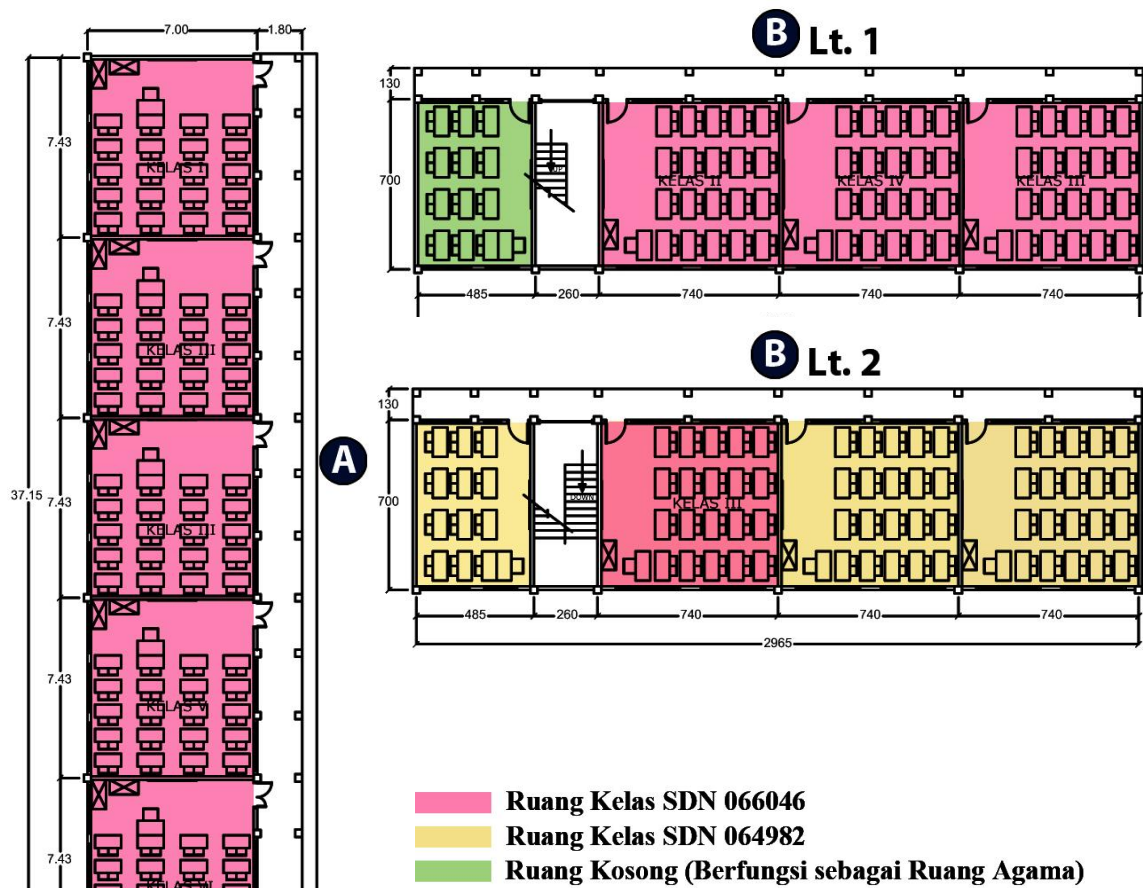 7.00
1.80
7.43
KELAS I
7.43
KELAS III
7.43
KELAS III
37.15
7.43
KELAS V
7.43
KELAS VI
A
B Lt. 1
130
700
UP
KELAS II
KELAS IV
KELAS III
485
260
740
740
740
B Lt. 2
130
700
DOWN
KELAS III
485
260
740
740
740
2965
Ruang Kelas SDN 066046
Ruang Kelas SDN 064982
Ruang Kosong (Berfungsi sebagai Ruang Agama)